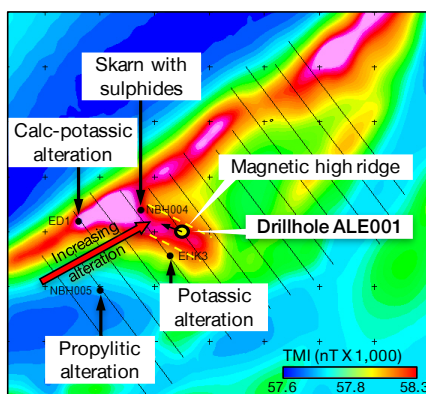 Skarn with
sulphides
Calc-potassic
alteration
Magnetic high ridge
NBH004
ED1
Drillhole ALE001
Increasing
alteration
NBH005
Potassic
alteration
Propylitic
alteration
TMI (nT X 1,000)
57.6 57.8 58.3